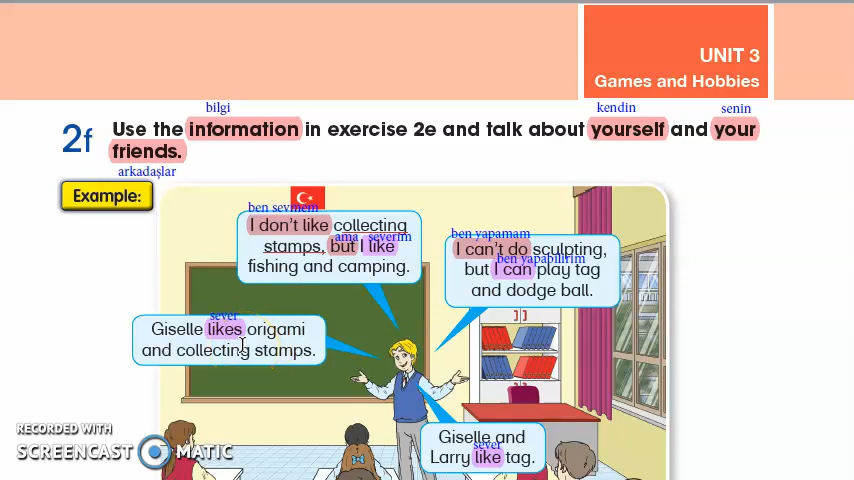 UNIT 3
Games and Hobbies
bilgi
kendin
senin
2f
Use the information in exercise 2e and talk about yourself and your
friends.
arkadaşlar
Example:
ben sevmem
I don't like collecting
ama severim
stamps, but I like
fishing and camping.
ben yapamam
I can't do sculpting,
ben yapabilirim
but I can play tag
and dodge ball.
sever
Giselle likes origami
and collecting stamps.
Giselle and
sever
Larry like tag.
RECORDED WITH
SCREENCAST MATIC